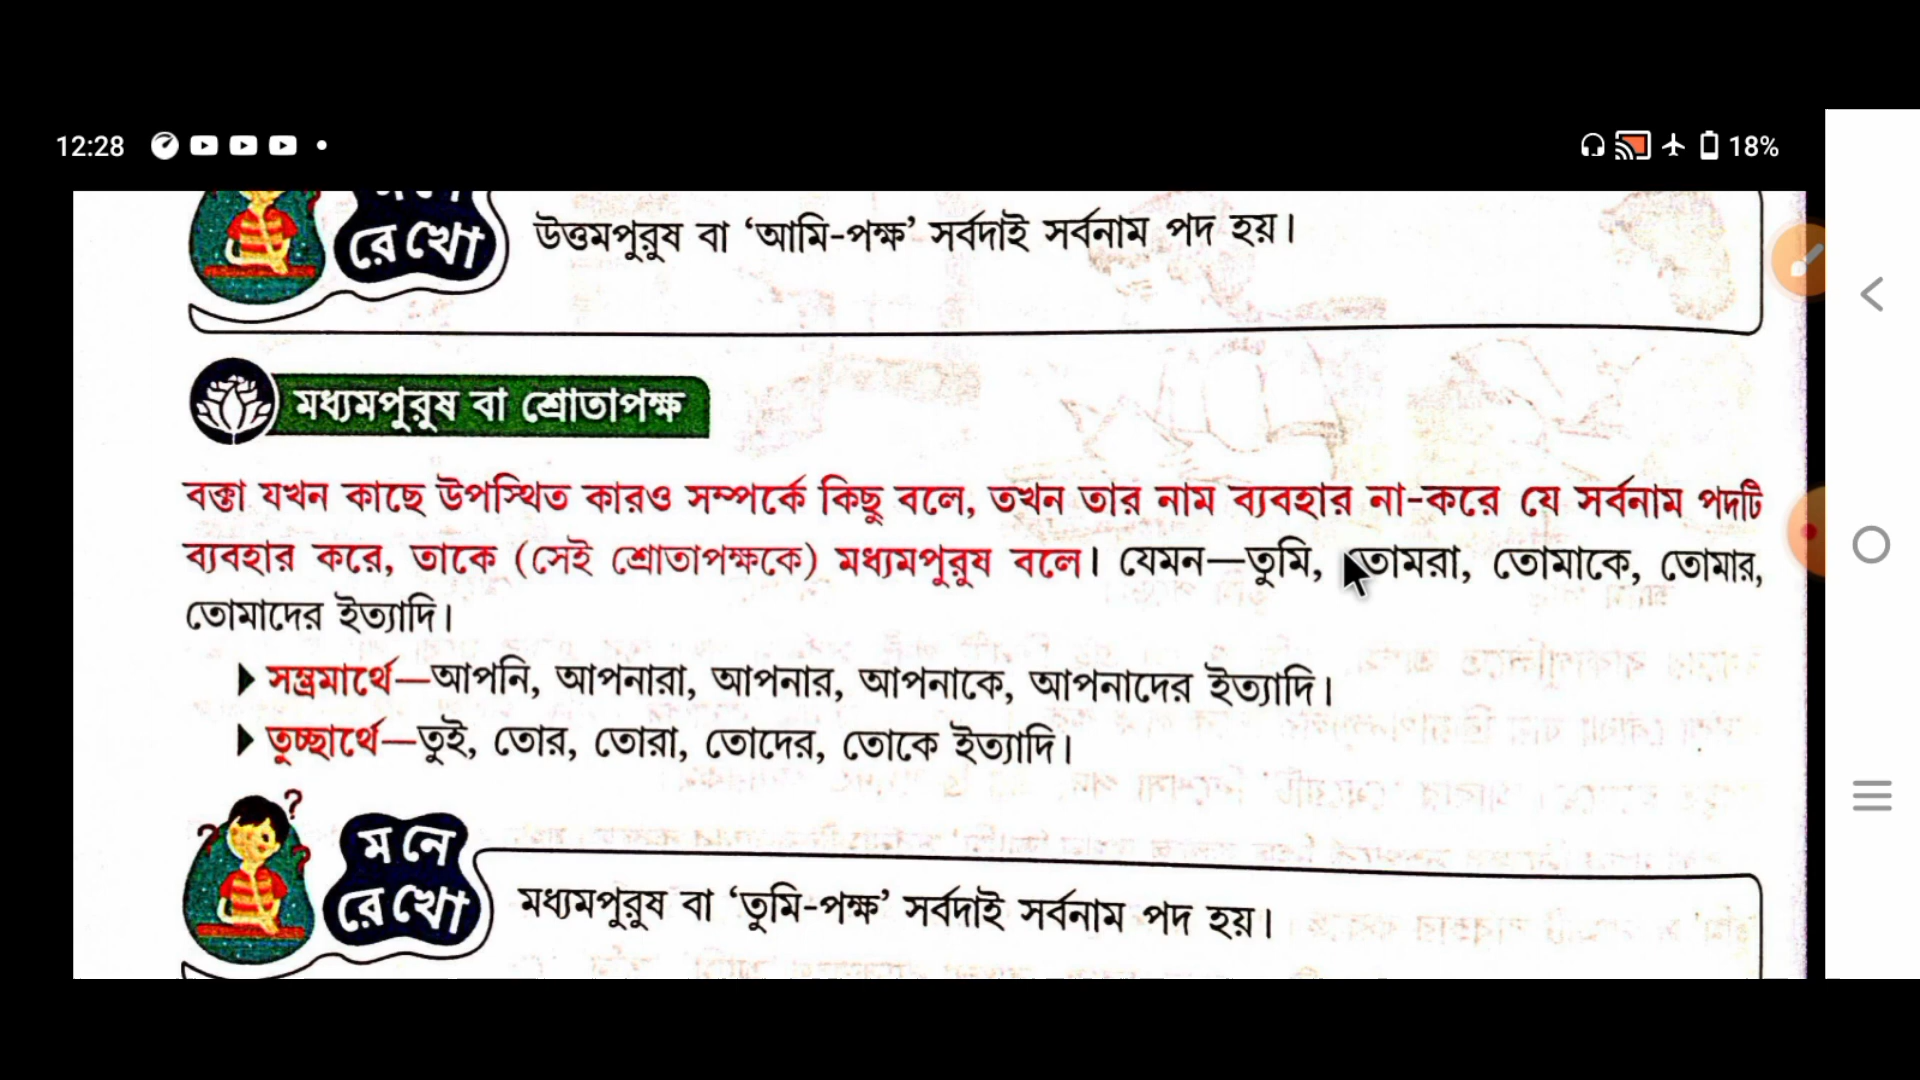 12:28
18%
রেখো
উত্তমপুরুষ বা ‘আমি-পক্ষ’ সর্বদাই সর্বনাম পদ হয়।
মধ্যমপুরুষ বা শ্রোতাপক্ষ
বক্তা যখন কাছে উপস্থিত কারও সম্পর্কে কিছু বলে, তখন তার নাম ব্যবহার না-করে যে সর্বনাম পদটি
ব্যবহার করে, তাকে (সেই শ্রোতাপক্ষকে) মধ্যমপুরুষ বলে। যেমন—তুমি, তোমরা, তোমাকে, তোমার,
তোমাদের ইত্যাদি।
সম্ভ্রমার্থে—আপনি, আপনারা, আপনার, আপনাকে, আপনাদের ইত্যাদি।
তুচ্ছার্থে—তুই, তোর, তোরা, তোদের, তোকে ইত্যাদি।
মনে
রেখো
মধ্যমপুরুষ বা ‘তুমি-পক্ষ’ সর্বদাই সর্বনাম পদ হয়।